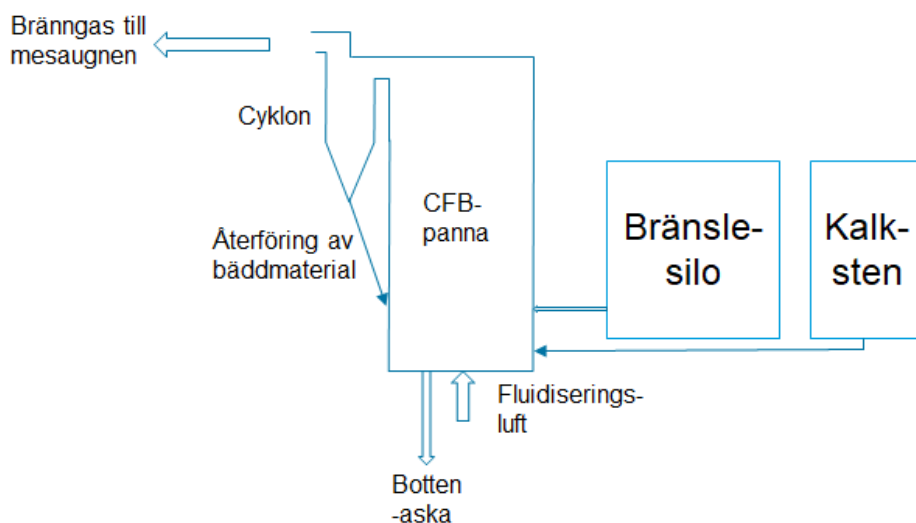 Bränngas till
mesaugnen
Cyklon
CFB-
panna
Återföring av
bäddmaterial
Bränsle-
silo
Kalk-
sten
Fluidiserings-
luft
Botten
-aska